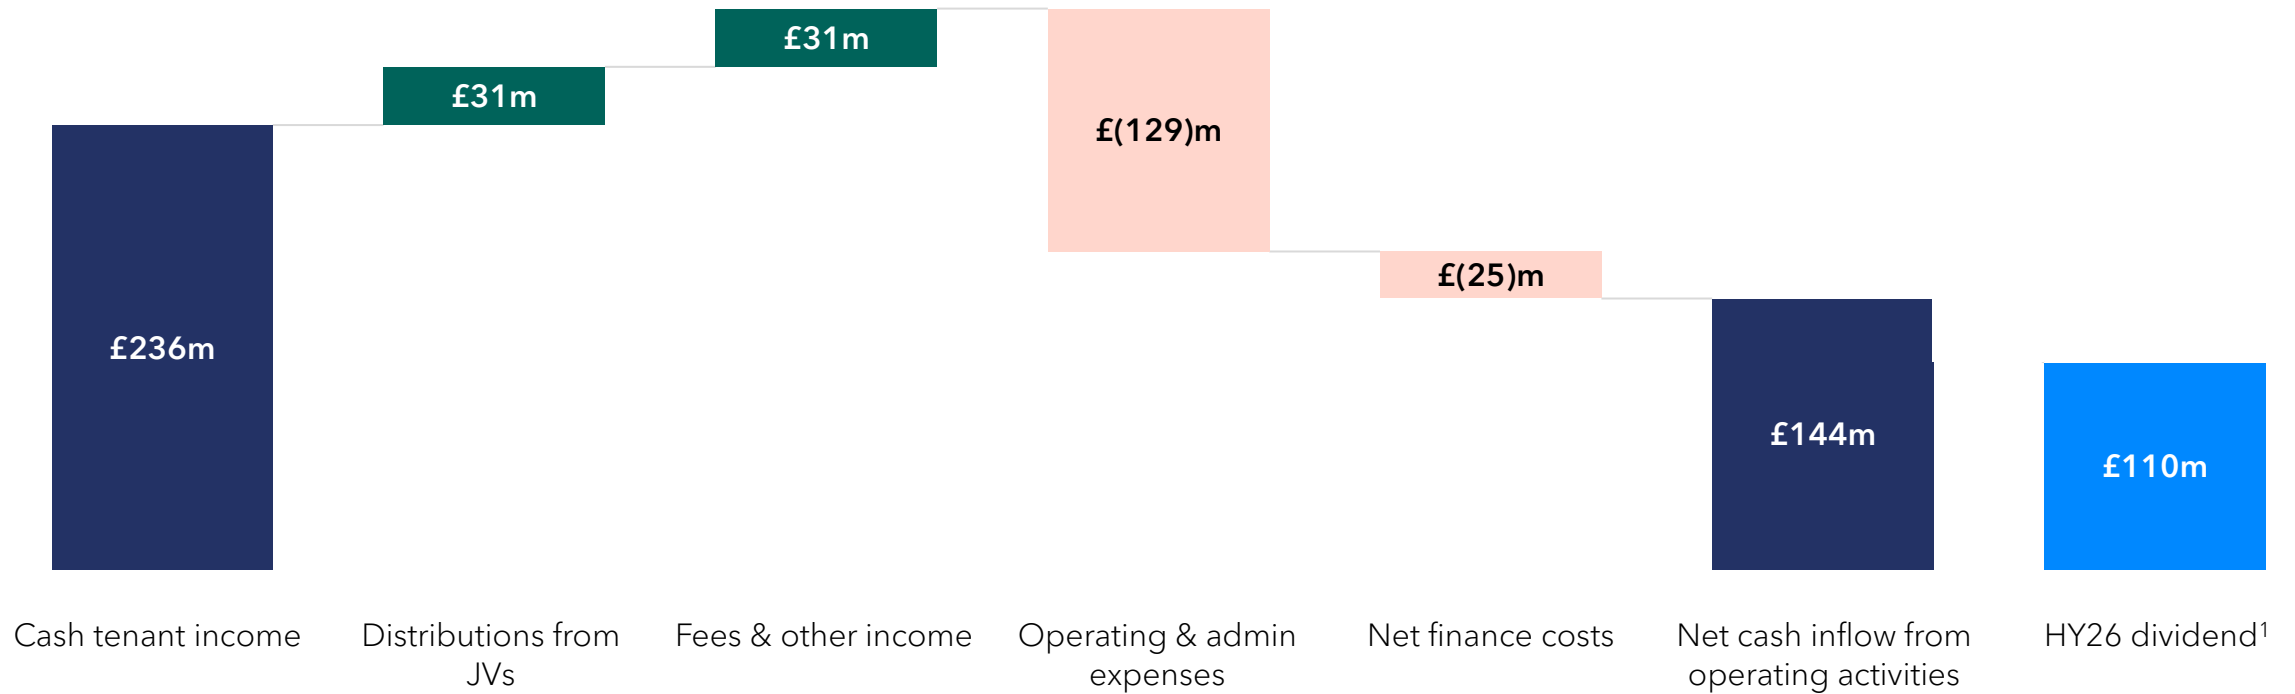 £31m
£31m
£(129)m
£(25)m
£236m
£144m
£110m
Cash tenant income
Distributions from
JVs
Fees & other income
Operating & admin
expenses
Net finance costs
Net cash inflow from
operating activities
HY26 dividend¹